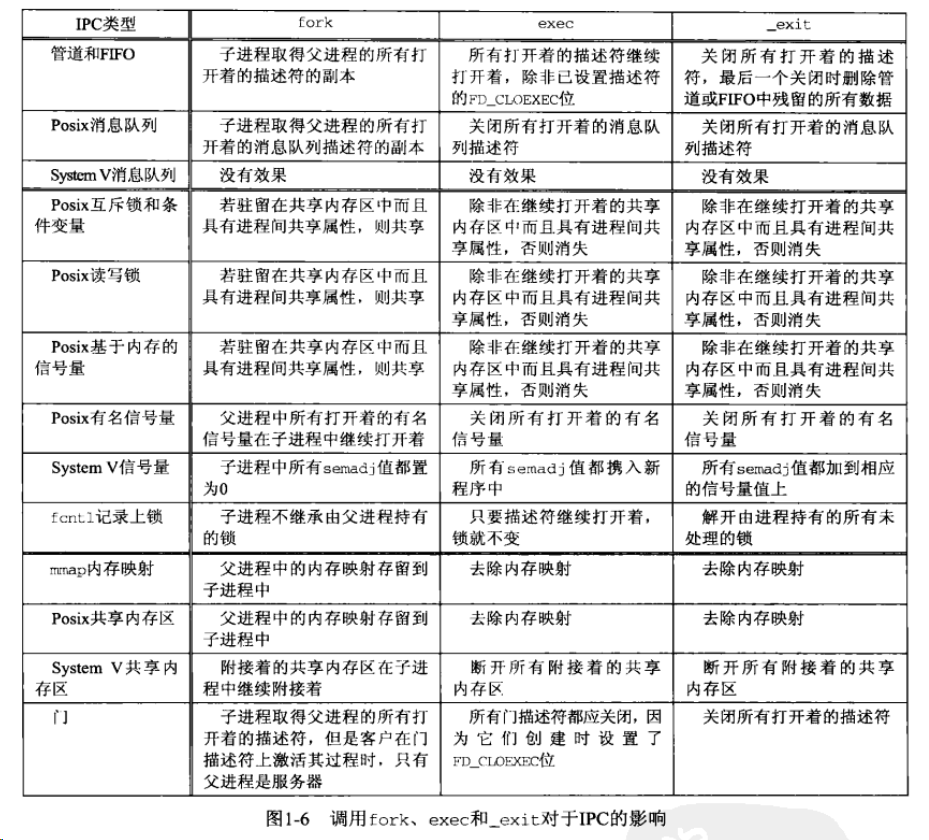 IPC类型 fork exec _exit
管道和FIFO 子进程取得父进程的所有打 所有打开着的描述符继续 关闭所有打开着的描述
开着的描述符的副本 打开着，除非已设置描述符 符，最后一个关闭时删除管
的FD_CLOEXEC位 道或FIFO中残留的所有数据
Posix消息队列 子进程取得父进程的所有打 关闭所有打开着的消息队 关闭所有打开着的消息队
开着的消息队列描述符的副本 列描述符 列描述符
System V消息队列 没有效果 没有效果 没有效果
Posix互斥锁和条 若驻留在共享内存区中而且 除非在继续打开着的共享 除非在继续打开着的共享
件变量 具有进程间共享属性，则共享 内存区中而且具有进程间共 内存区中而且具有进程间共
享属性，否则消失 享属性，否则消失
Posix读写锁 若驻留在共享内存区中而且 除非在继续打开着的共享 除非在继续打开着的共享
具有进程间共享属性，则共享 内存区中而且具有进程间共 内存区中而且具有进程间共
享属性，否则消失 享属性，否则消失
Posix基于内存的 若驻留在共享内存区中而且 除非在继续打开着的共享 除非在继续打开着的共享
信号量 具有进程间共享属性，则共享 内存区中而且具有进程间共 内存区中而且具有进程间共
享属性，否则消失 享属性，否则消失
Posix有名信号量 父进程中所有打开着的有名 关闭所有打开着的有名 关闭所有打开着的有名
信号量在子进程中继续打开着 信号量 信号量
System V信号量 子进程中所有semadj值都置 所有semadj值都携入新 所有semadj值都加到相应
为0 程序中 的信号量值上
fcntl记录上锁 子进程不继承由父进程持有 只要描述符继续打开着， 解开由进程持有的所有未
的锁 锁就不变 处理的锁
mmap内存映射 父进程中的内存映射存留到 去除内存映射 去除内存映射
子进程中
Posix共享内存区 父进程中的内存映射存留到 去除内存映射 去除内存映射
子进程中
System V共享内 附接着的共享内存区在子进 断开所有附接着的共享 断开所有附接着的共享
存区 程中继续附接着 内存区 内存区
门 子进程取得父进程的所有打 所有门描述符都应关闭，因 关闭所有打开着的描述符
开着的描述符，但是客户在门 为它们创建时设置了
描述符上激活其过程时，只有 FD_CLOEXEC位
父进程是服务器
图1-6 调用fork、exec和_exit对于IPC的影响